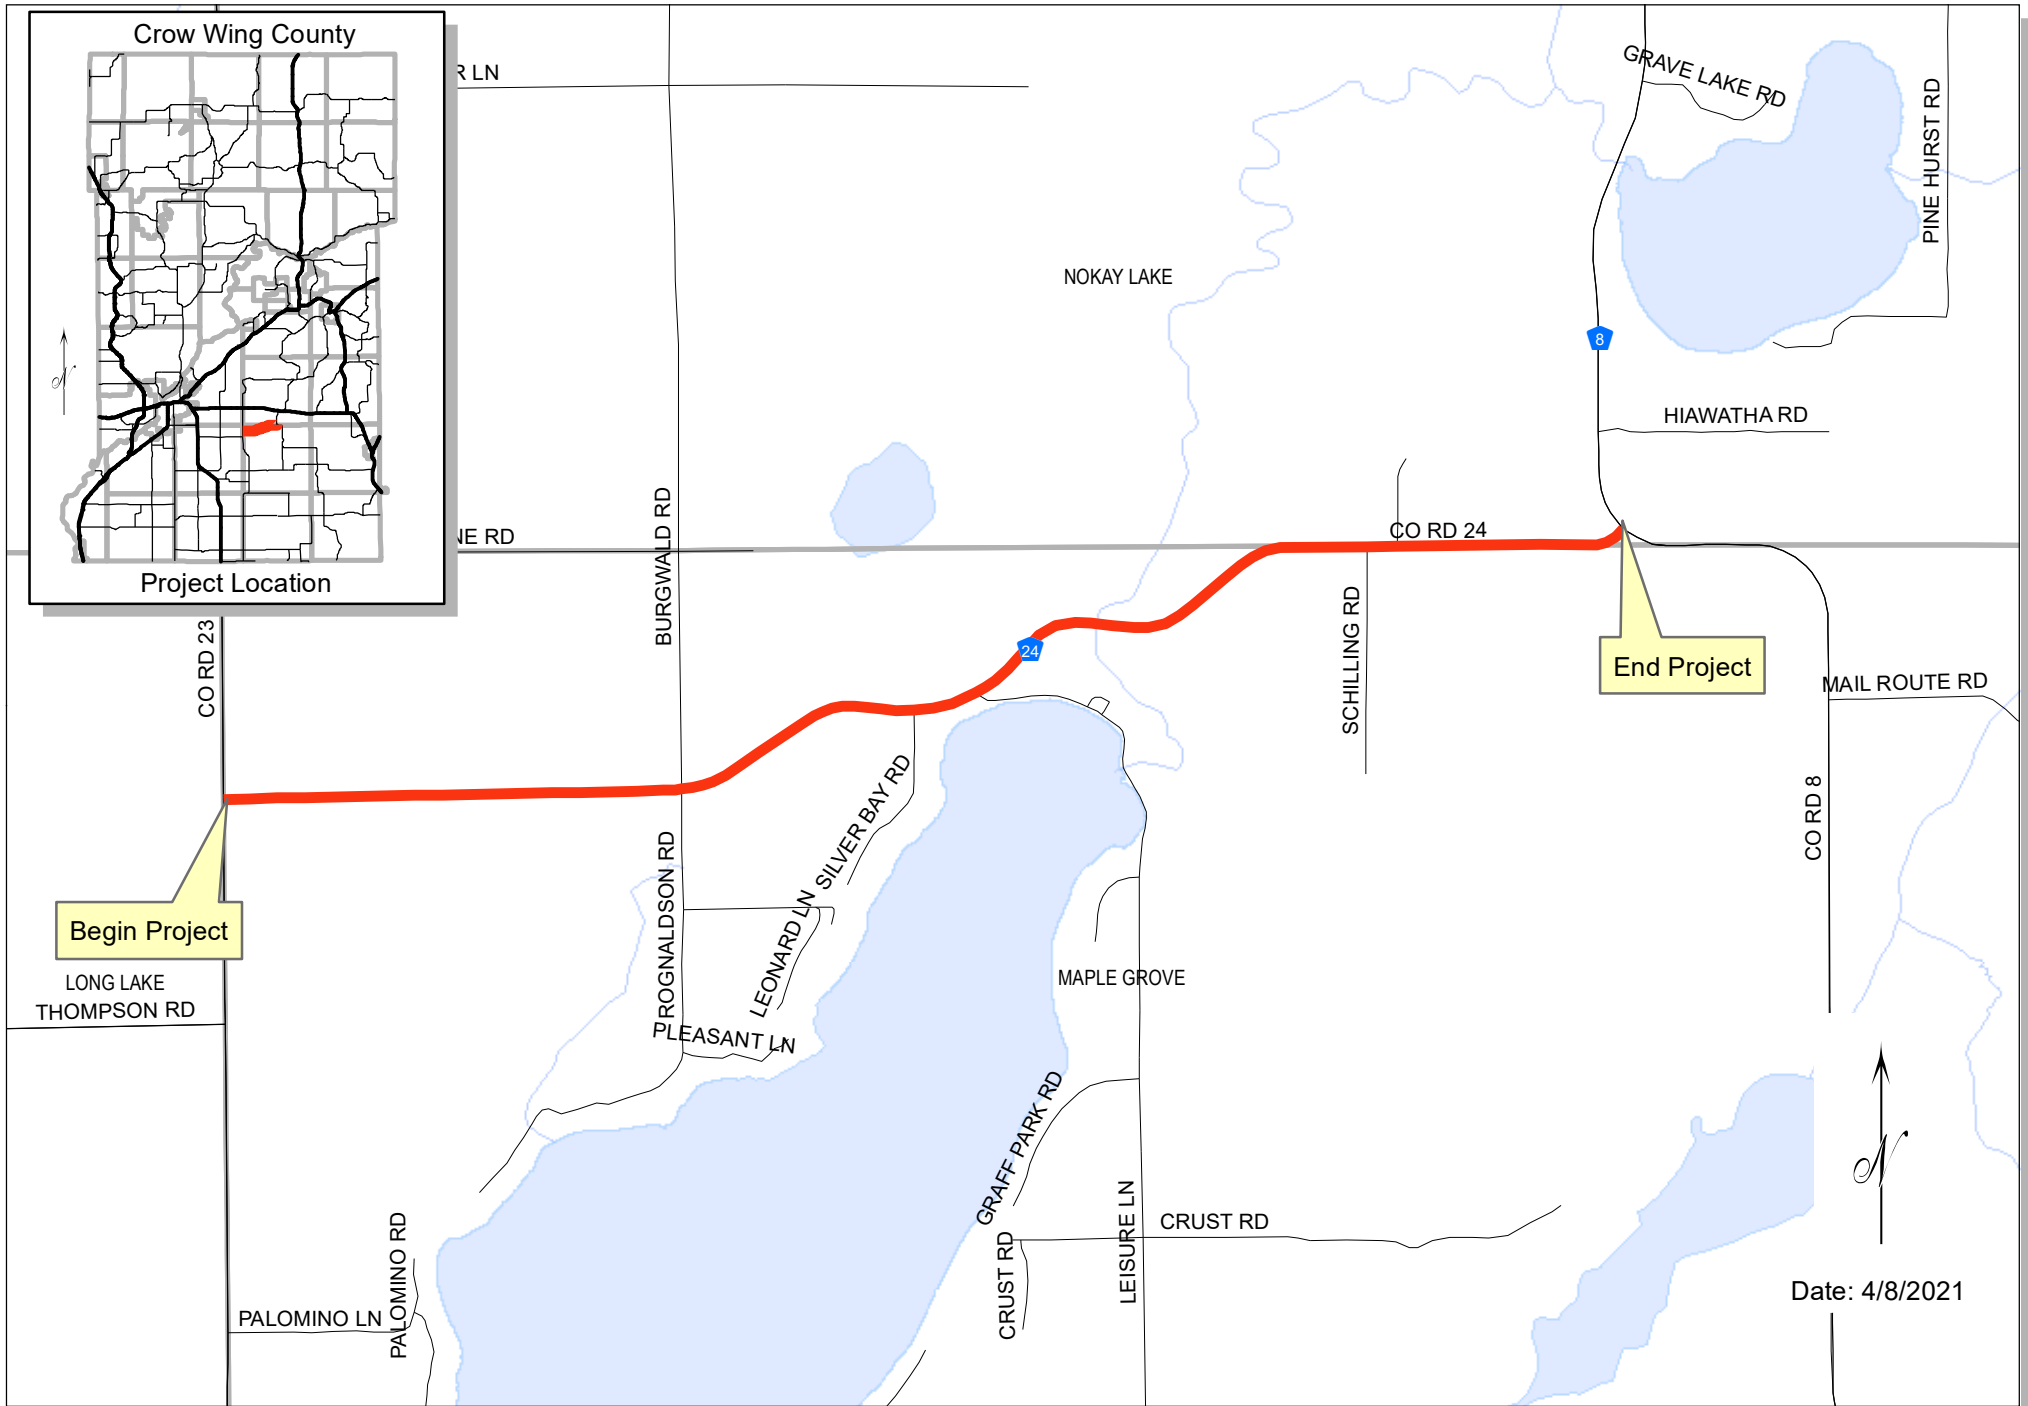 Crow Wing County
Project Location
R LN
GRAVE LAKE RD
PINE HURST RD
NOKAY LAKE
8
HIAWATHA RD
BURGWALD RD
NE RD
CO RD 24
CO RD 23
SCHILLING RD
24
End Project
MAIL ROUTE RD
SILVER BAY RD
CO RD 8
ROGNALDSON RD
Begin Project
LEONARD LN
LONG LAKE
MAPLE GROVE
THOMPSON RD
PLEASANT LN
GRAFF PARK RD
N
CRUST RD
LEISURE LN
CRUST RD
PALOMINO RD
PALOMINO LN
Date: 4/8/2021
N